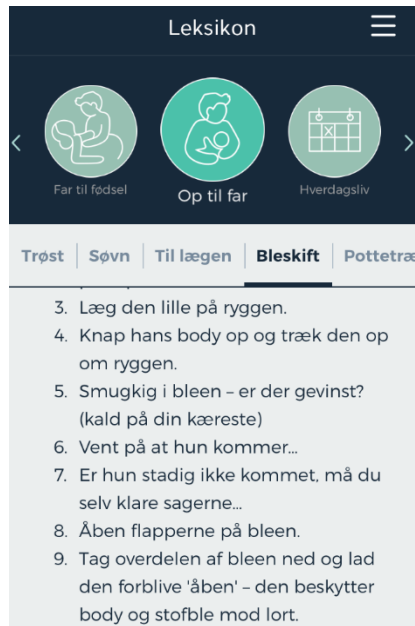 Leksikon
Far til fødsel
Op til far
Hverdagsliv
Trøst
Søvn
Til lægen
Bleskift
Pottetræ
3. Læg den lille på ryggen.
4. Knap hans body op og træk den op
om ryggen.
5. Smugkig i bleen – er der gevinst?
(kald på din kæreste)
6. Vent på at hun kommer...
7. Er hun stadig ikke kommet, må du
selv klare sagerne...
8. Åben flapperne på bleen.
9. Tag overdelen af bleen ned og lad
den forblive 'åben' – den beskytter
body og stofble mod lort.